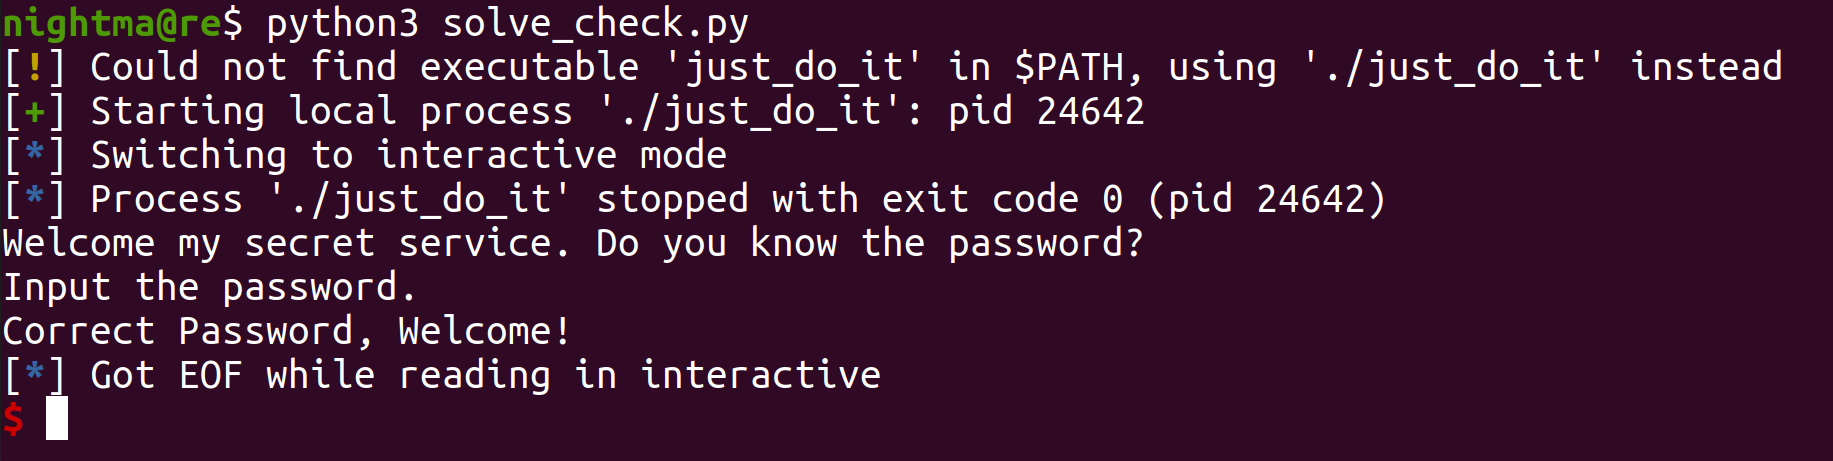 nightma@re$ python3 solve_check.py
[!] Could not find executable 'just_do_it' in $PATH, using './just_do_it' instead
[+] Starting local process './just_do_it': pid 24642
[*] Switching to interactive mode
[*] Process './just_do_it' stopped with exit code 0 (pid 24642)
Welcome my secret service. Do you know the password?
Input the password.
Correct Password, Welcome!
[*] Got EOF while reading in interactive
$